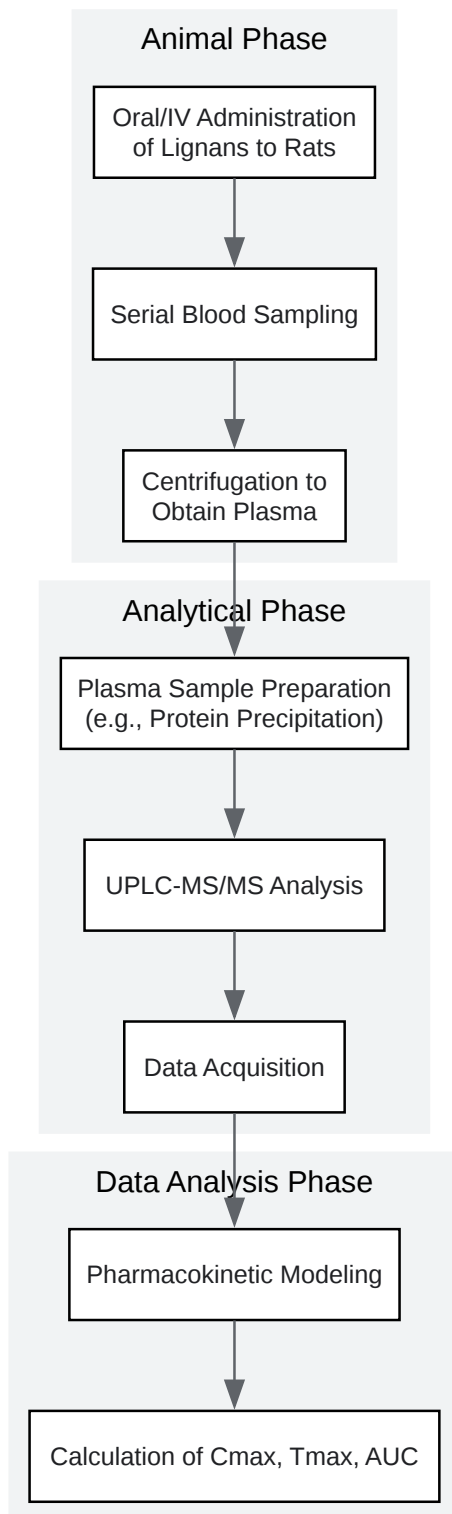 Animal Phase
Oral/IV Administration
of Lignans to Rats
Serial Blood Sampling
Centrifugation to
Obtain Plasma
Analytical Phase
Plasma Sample Preparation
(e.g., Protein Precipitation)
UPLC-MS/MS Analysis
Data Acquisition
Data Analysis Phase
Pharmacokinetic Modeling
Calculation of Cmax, Tmax, AUC